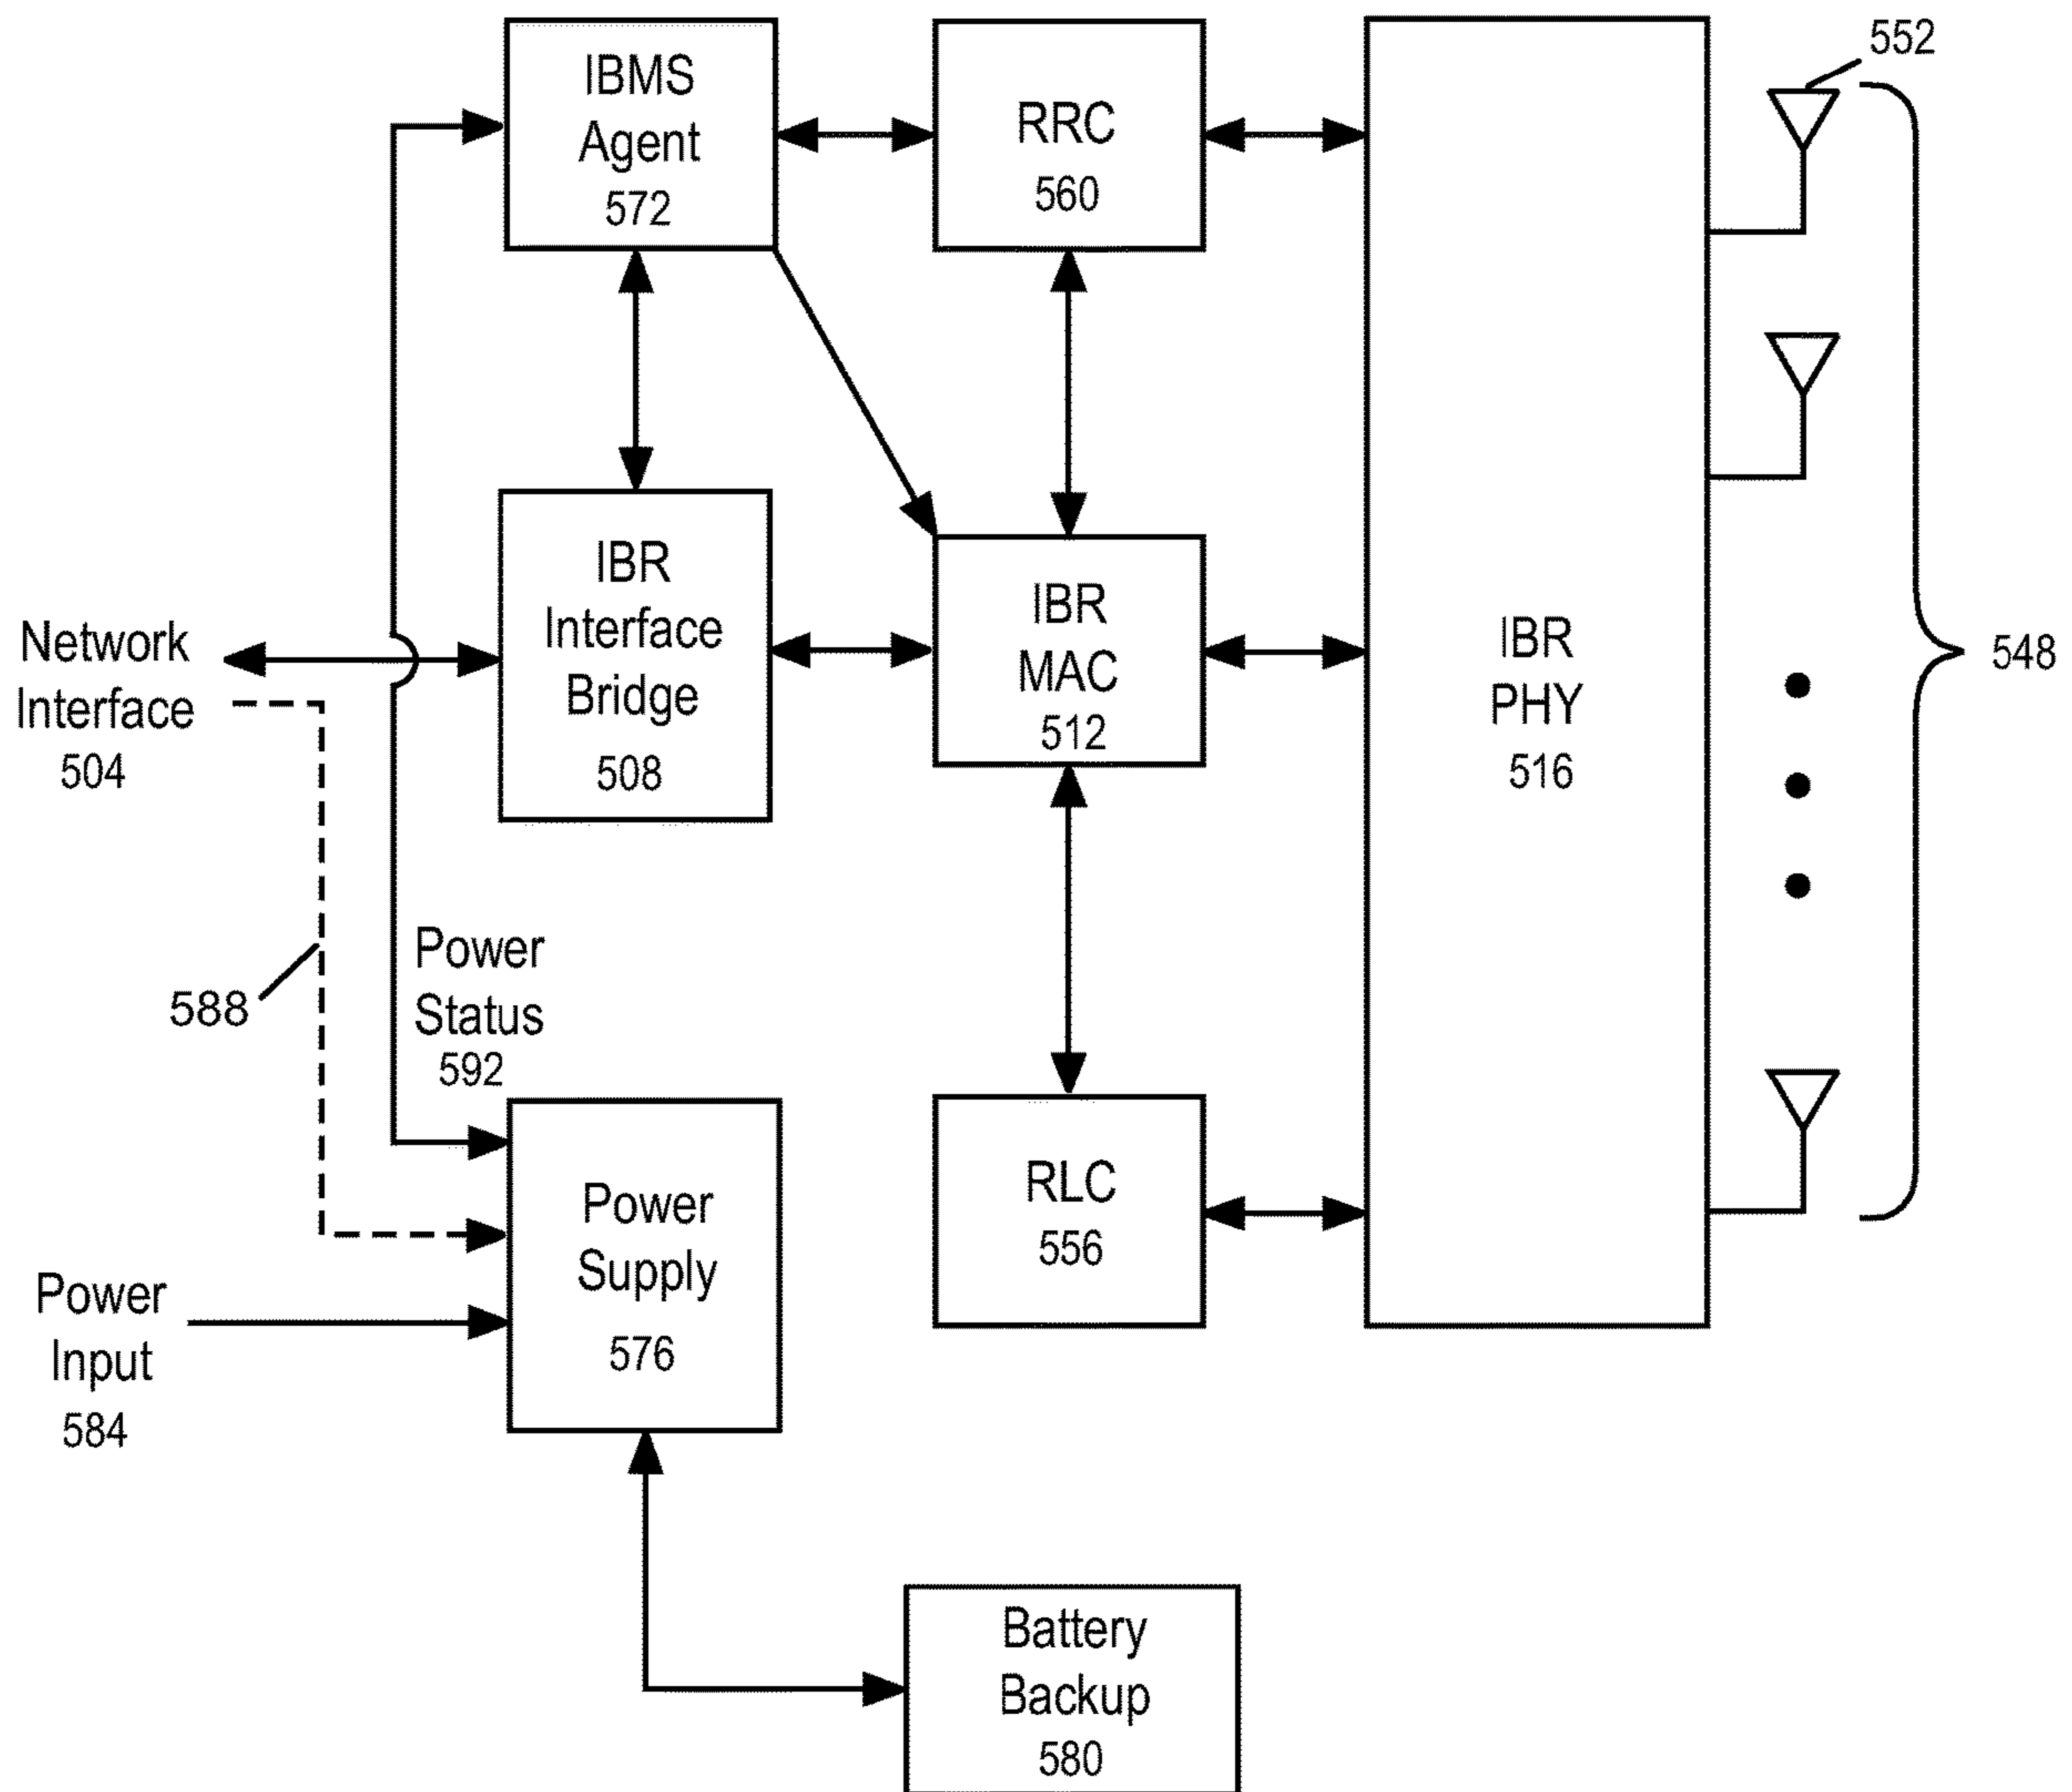 552
IBMS
Agent
572
RRC
560
Network
Interface
504
IBR
Interface
Bridge
508
IBR
MAC
512
IBR
PHY
516
548
588
Power
Status
592
Power
Supply
576
RLC
556
Power
Input
584
Battery
Backup
580